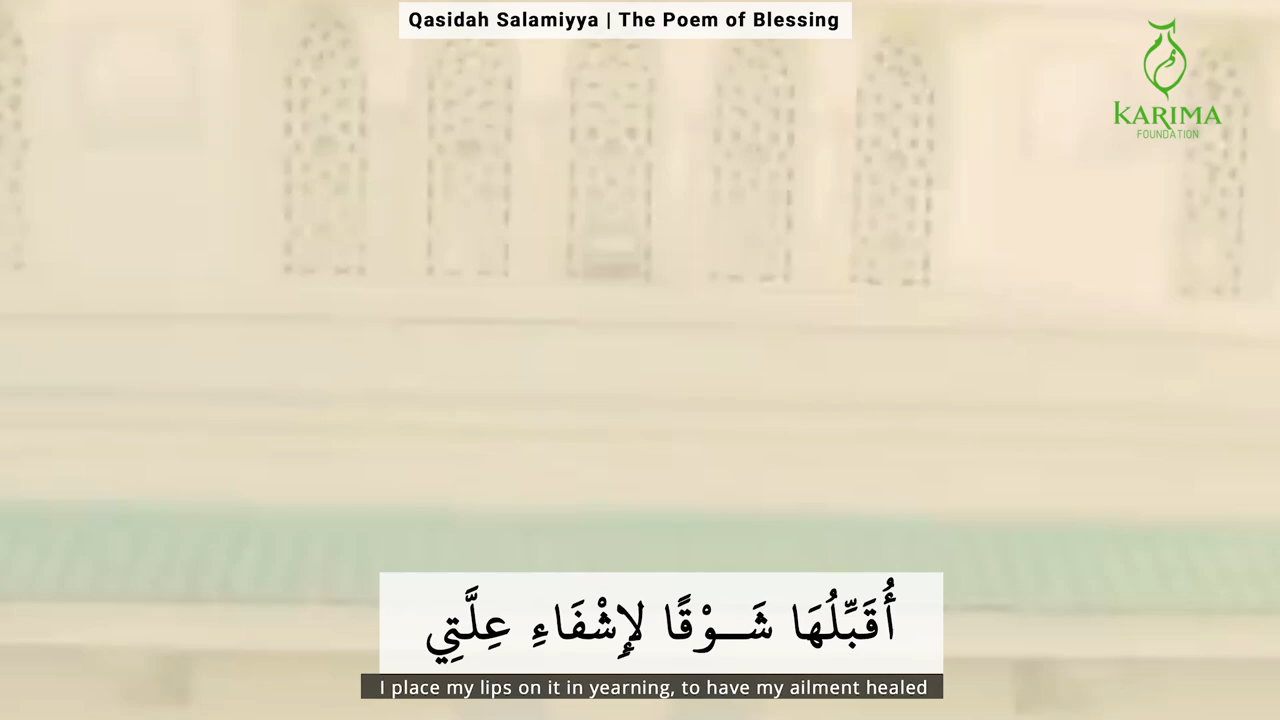 Qasidah Salamiyya | The Poem of Blessing
KARIMA
FOUNDATION
أُقَبِّلُهَا شَــوْقًا لِإِشْفَاءِ عِلَّتِي
I place my lips on it in yearning, to have my ailment healed